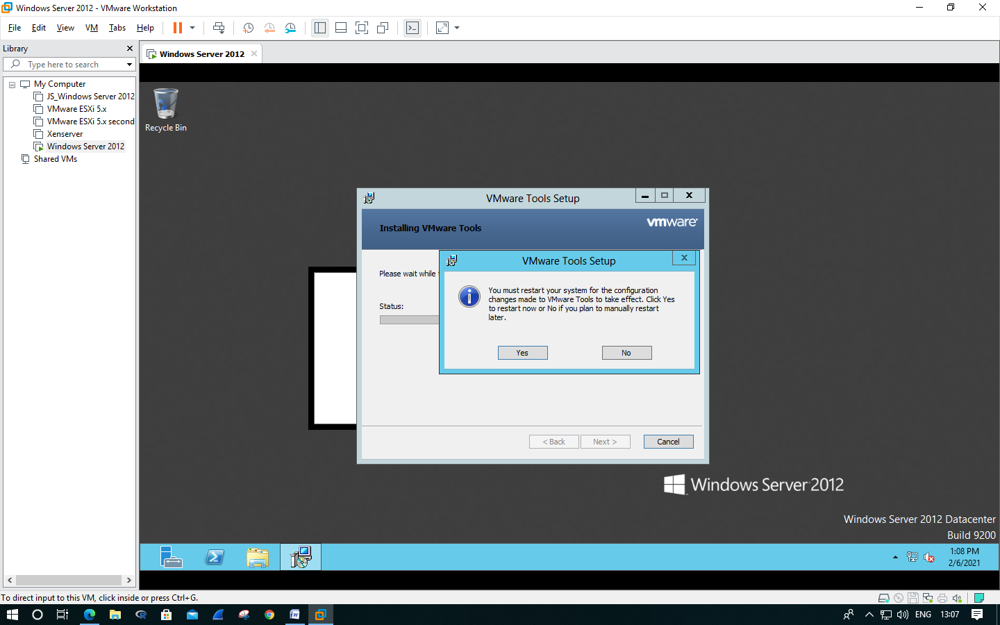 Windows Server 2012 - VMware Workstation
File Edit View VM Tabs Help
Library
Type here to search
My Computer
JS_Windows Server 2012
VMware ESXi 5.x
VMware ESXi 5.x second
Xenserver
Windows Server 2012
Shared VMs
Windows Server 2012
Recycle Bin
VMware Tools Setup
Installing VMware Tools
vmware
Please wait while
Status:
VMware Tools Setup
You must restart your system for the configuration
changes made to VMware Tools to take effect. Click Yes
to restart now or No if you plan to manually restart
later.
Yes No
< Back Next > Cancel
Windows Server 2012
Windows Server 2012 Datacenter
Build 9200
1:08 PM
2/6/2021
To direct input to this VM, click inside or press Ctrl+G.
ENG 13:07